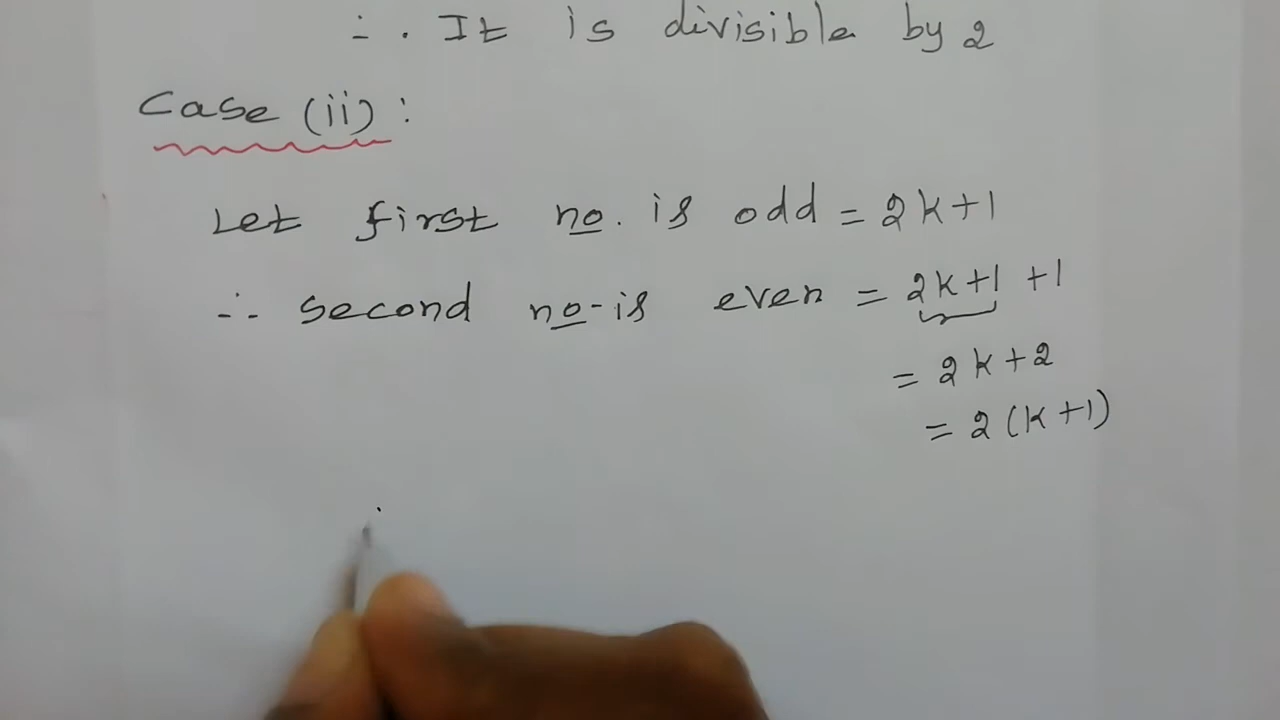 ∴ It is divisible by 2
Case (ii) :
Let first no. is odd = 2k+1
∴ second no. is even = 2k+1 +1
= 2k+2
= 2(k+1)